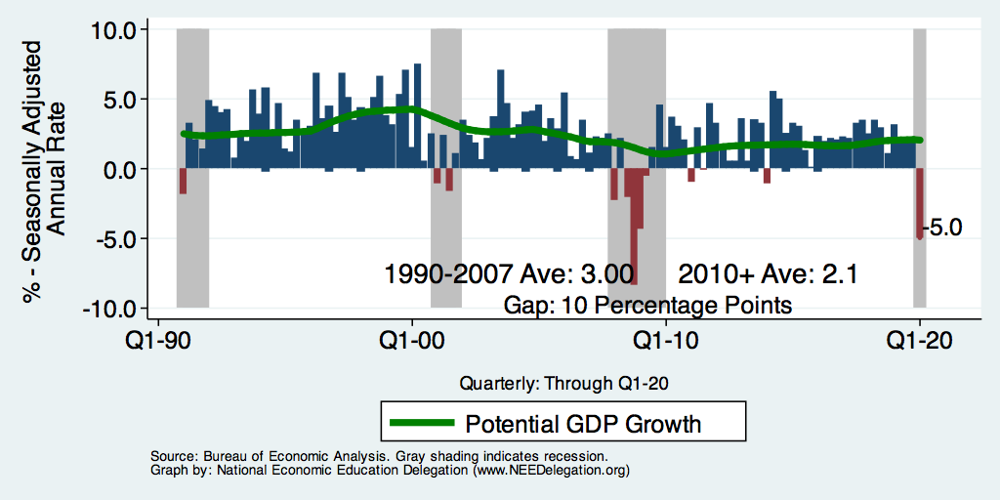 10.0
5.0
0.0
-5.0
-10.0
% - Seasonally Adjusted
Annual Rate
-5.0
1990-2007 Ave: 3.00
2010+ Ave: 2.1
Gap: 10 Percentage Points
Q1-90
Q1-00
Q1-10
Q1-20
Quarterly: Through Q1-20
Potential GDP Growth
Source: Bureau of Economic Analysis. Gray shading indicates recession.
Graph by: National Economic Education Delegation (www.NEEDelegation.org)